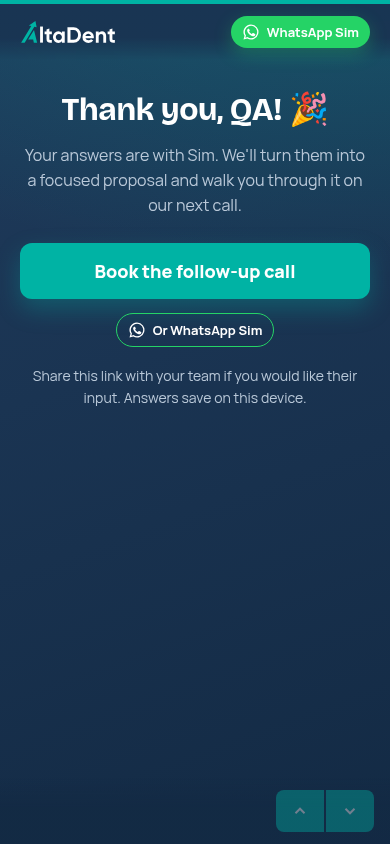 AltaDent
WhatsApp Sim
Thank you, QA! 🎉
Your answers are with Sim. We'll turn them into
a focused proposal and walk you through it on
our next call.
Book the follow-up call
Or WhatsApp Sim
Share this link with your team if you would like their
input. Answers save on this device.